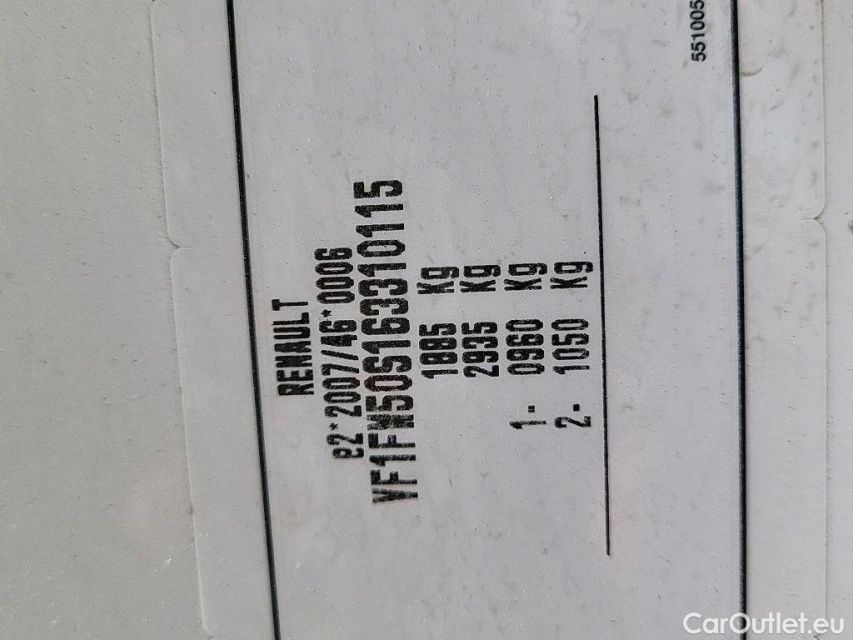 RENAULT
e2*2007/46*0006
VF1FW50S163310115
1885 Kg
2935 Kg
1- 0960 Kg
2- 1050 Kg
551005
CarOutlet.eu